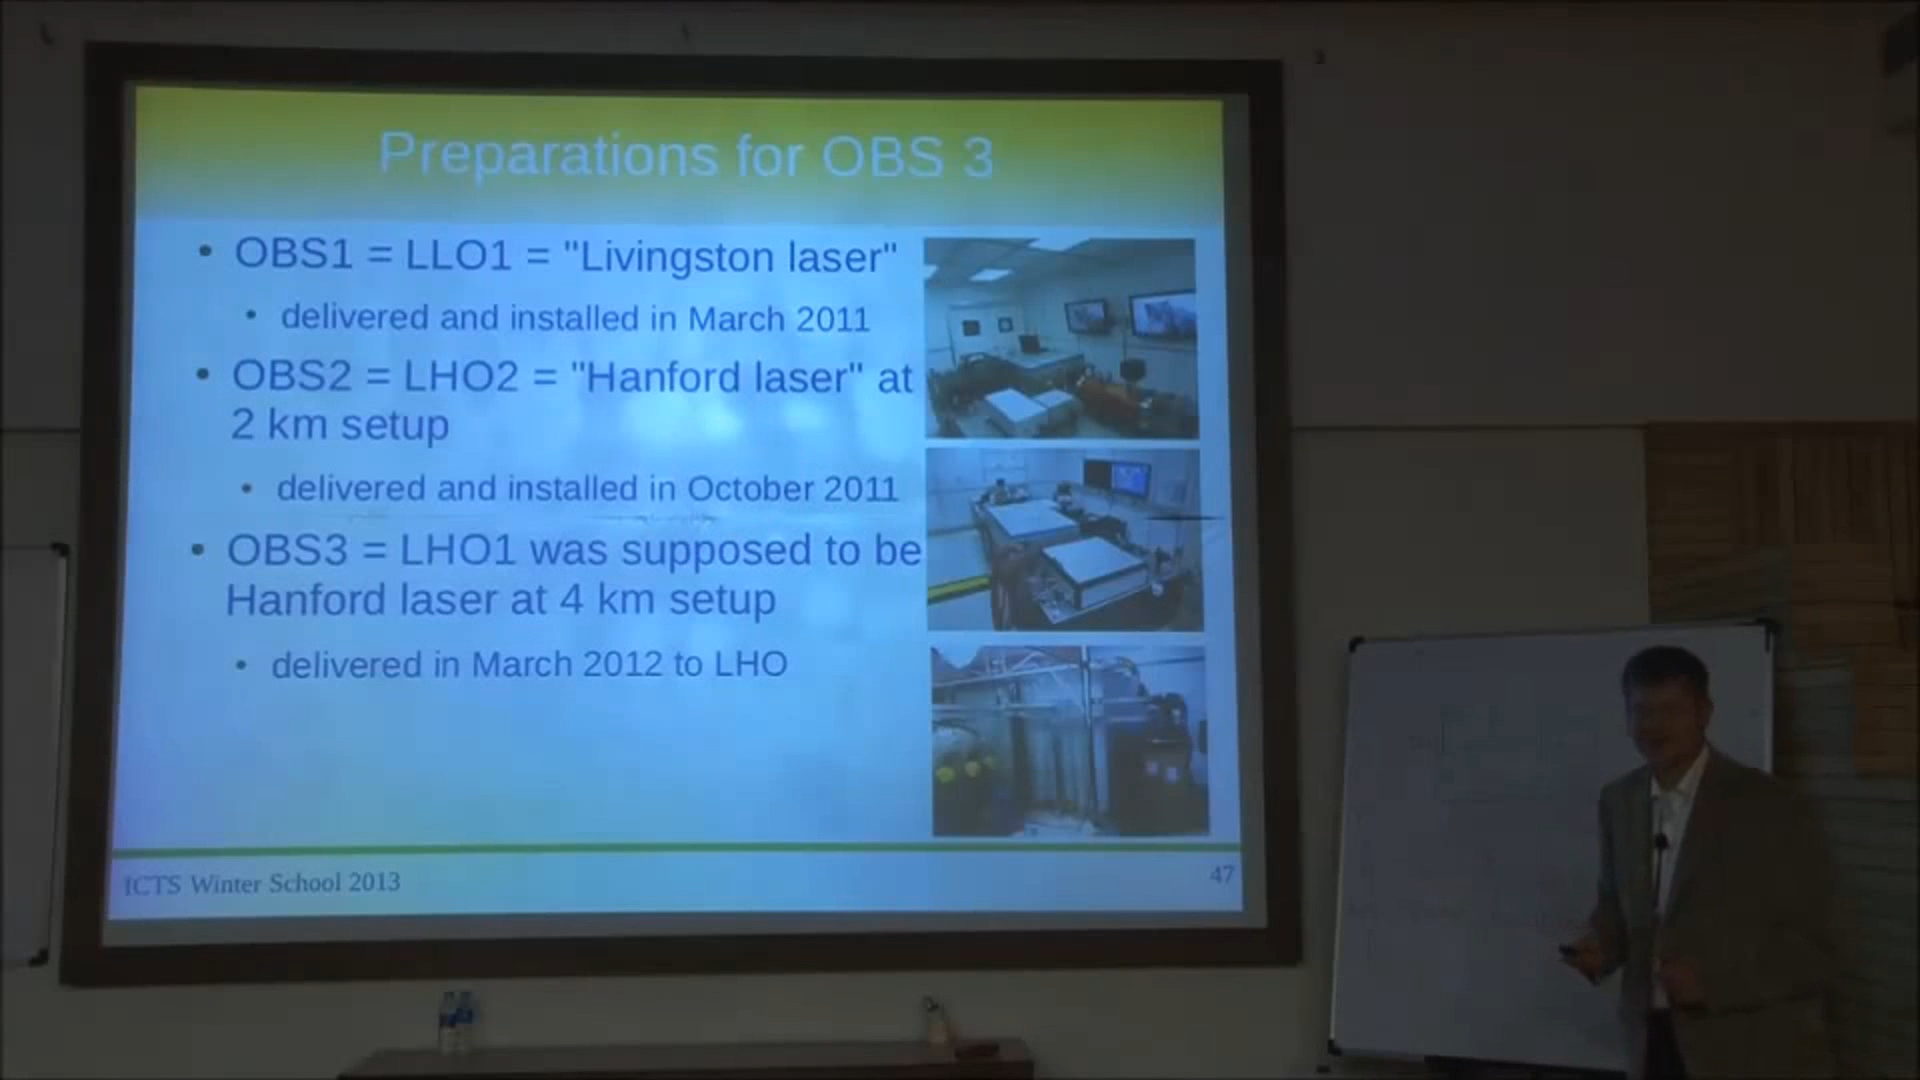 Preparations for OBS 3
• OBS1 = LLO1 = "Livingston laser"
• delivered and installed in March 2011
• OBS2 = LHO2 = "Hanford laser" at
2 km setup
• delivered and installed in October 2011
• OBS3 = LHO1 was supposed to be
Hanford laser at 4 km setup
• delivered in March 2012 to LHO
ICTS Winter School 2013
47